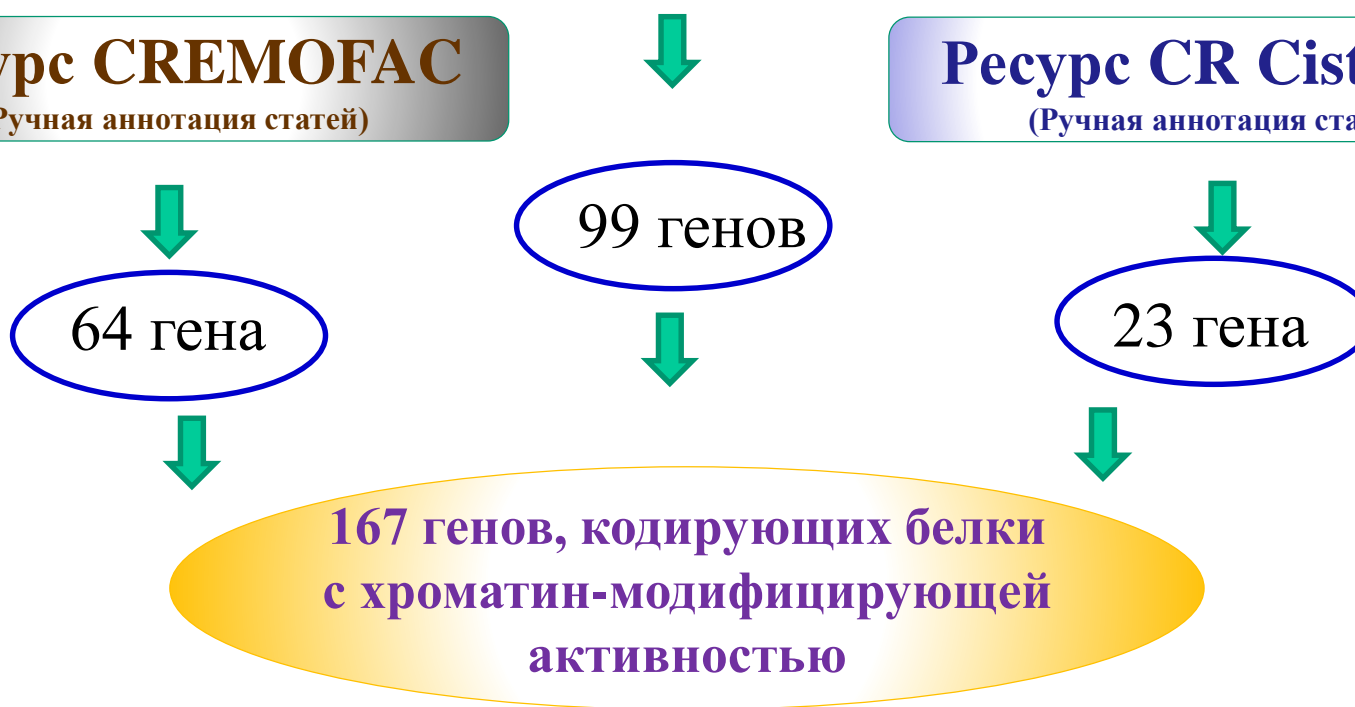 урс CREMOFAC
Ручная аннотация статей)
Ресурс CR Cist
(Ручная аннотация ста
99 генов
64 гена
23 гена
167 генов, кодирующих белки
с хроматин-модифицирующей
активностью